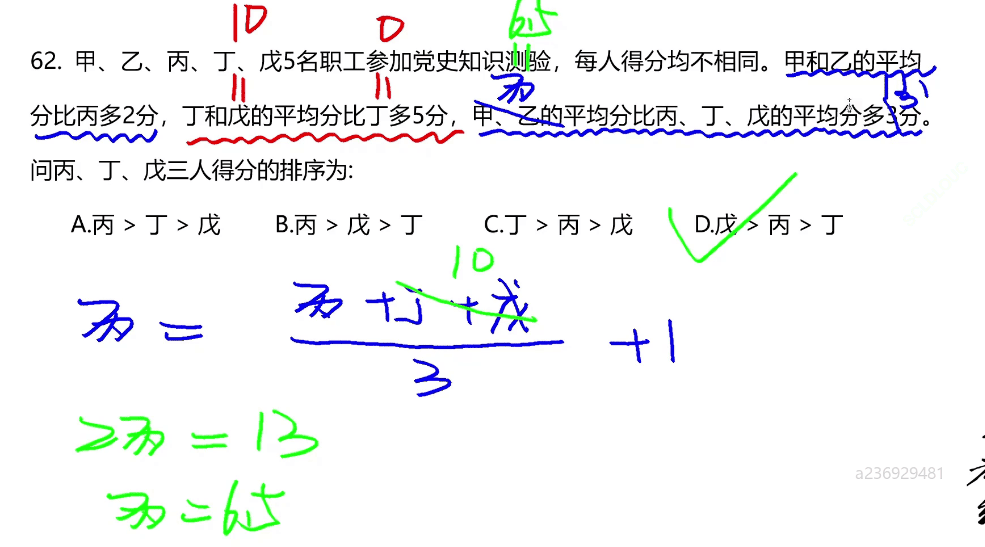 10
0
6.5
62. 甲、乙、丙、丁、戊5名职工参加党史知识测验，每人得分均不相同。甲和乙的平均
=
=
=
丙
1
分比丙多2分，丁和戊的平均分比丁多5分，甲、乙的平均分比丙、丁、戊的平均分多3分。
问丙、丁、戊三人得分的排序为:
A.丙 > 丁 > 戊 B.丙 > 戊 > 丁 C.丁 > 丙 > 戊 D.戊 > 丙 > 丁
10
丙 = 丙+丁+戊
3
+1
2丙 = 13
丙 = 6.5
a236929481